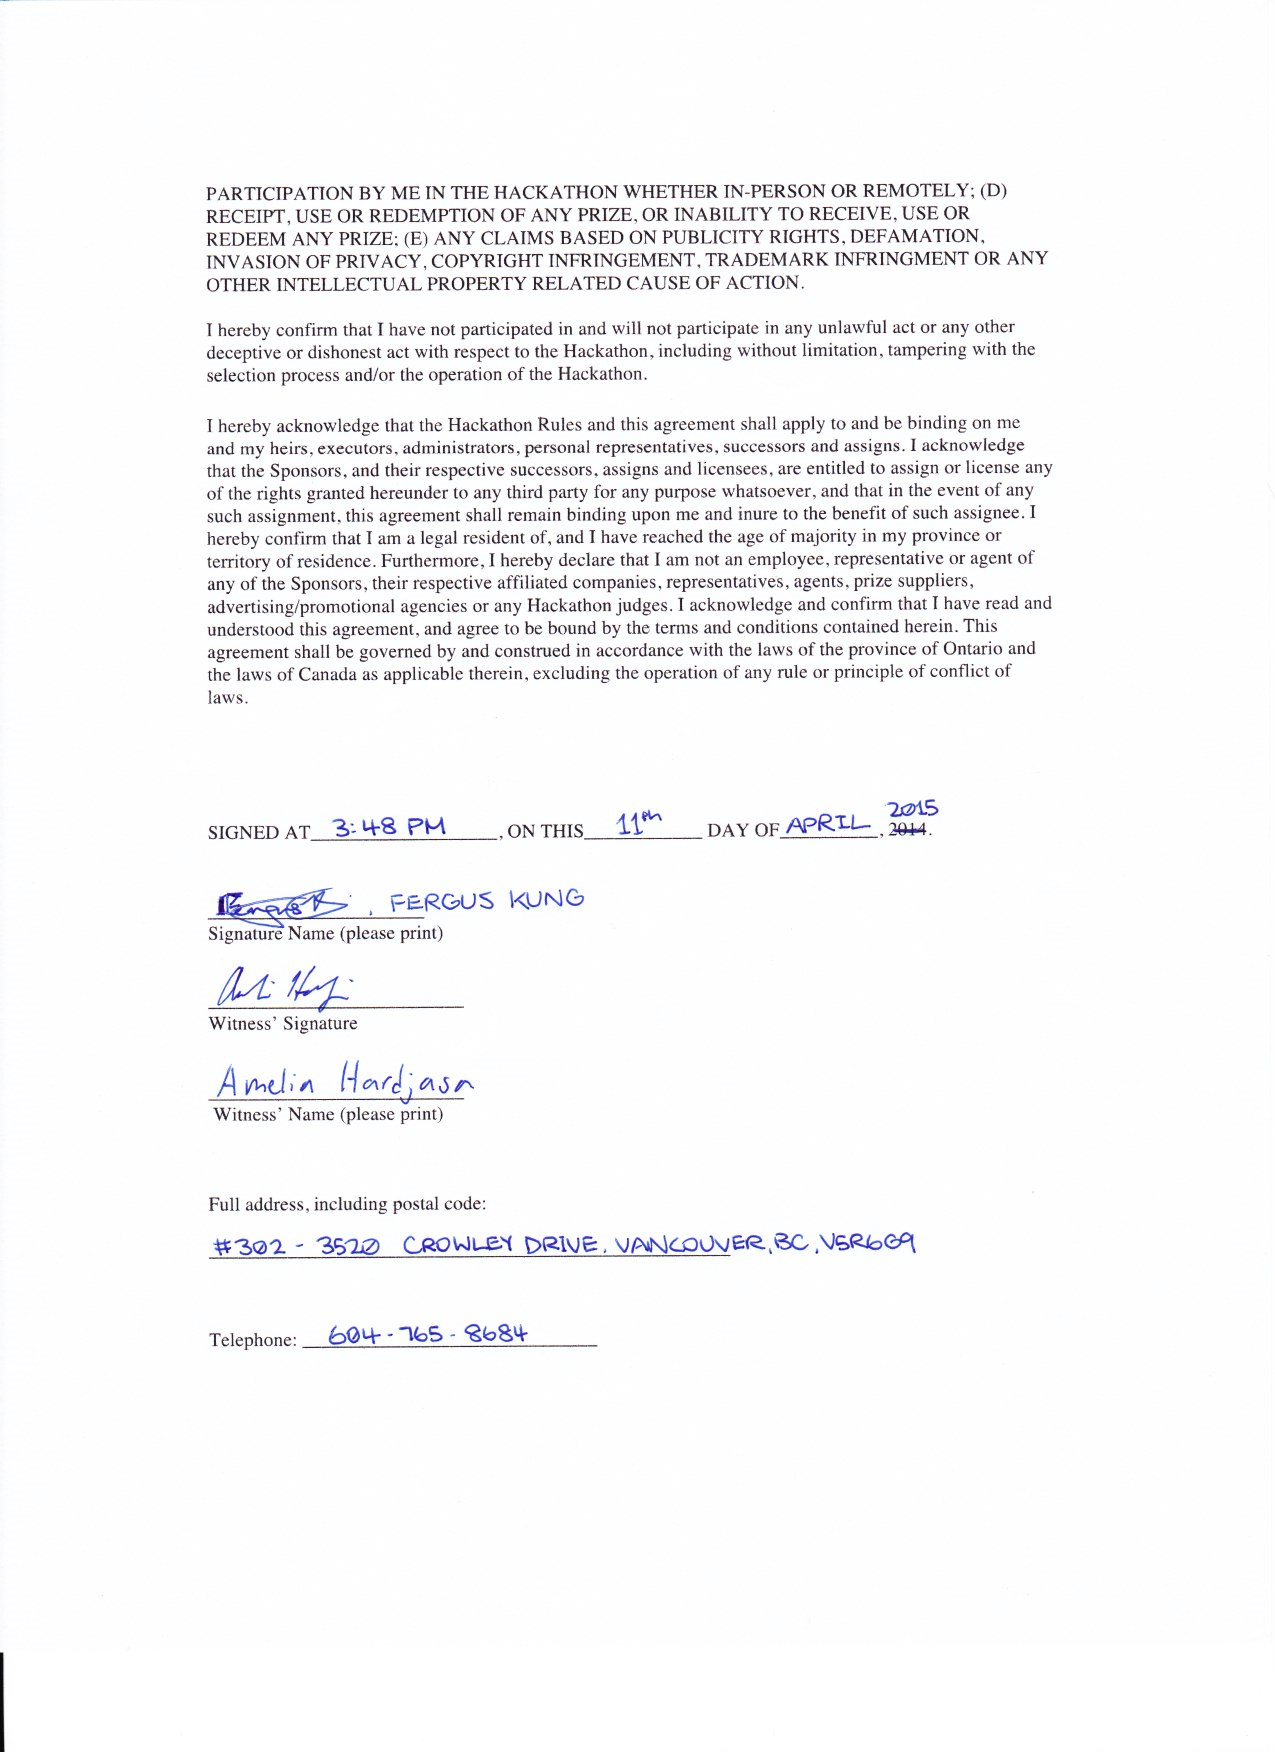 PARTICIPATION BY ME IN THE HACKATHON WHETHER IN-PERSON OR REMOTELY; (D)
RECEIPT, USE OR REDEMPTION OF ANY PRIZE, OR INABILITY TO RECEIVE, USE OR
REDEEM ANY PRIZE; (E) ANY CLAIMS BASED ON PUBLICITY RIGHTS, DEFAMATION,
INVASION OF PRIVACY, COPYRIGHT INFRINGEMENT, TRADEMARK INFRINGMENT OR ANY
OTHER INTELLECTUAL PROPERTY RELATED CAUSE OF ACTION.
I hereby confirm that I have not participated in and will not participate in any unlawful act or any other
deceptive or dishonest act with respect to the Hackathon, including without limitation, tampering with the
selection process and/or the operation of the Hackathon.
I hereby acknowledge that the Hackathon Rules and this agreement shall apply to and be binding on me
and my heirs, executors, administrators, personal representatives, successors and assigns. I acknowledge
that the Sponsors, and their respective successors, assigns and licensees, are entitled to assign or license any
of the rights granted hereunder to any third party for any purpose whatsoever, and that in the event of any
such assignment, this agreement shall remain binding upon me and inure to the benefit of such assignee. I
hereby confirm that I am a legal resident of, and I have reached the age of majority in my province or
territory of residence. Furthermore, I hereby declare that I am not an employee, representative or agent of
any of the Sponsors, their respective affiliated companies, representatives, agents, prize suppliers,
advertising/promotional agencies or any Hackathon judges. I acknowledge and confirm that I have read and
understood this agreement, and agree to be bound by the terms and conditions contained herein. This
agreement shall be governed by and construed in accordance with the laws of the province of Ontario and
the laws of Canada as applicable therein, excluding the operation of any rule or principle of conflict of
laws.
2015
SIGNED AT 3:48 PM, ON THIS 11th DAY OF APRIL, 2014.
, FERGUS KUNG
Signature Name (please print)
Witness' Signature
Amelia Hardjasa
Witness' Name (please print)
Full address, including postal code:
#302 - 3520 CROWLEY DRIVE, VANCOUVER, BC, V5R6G9
Telephone: 604-765-8684